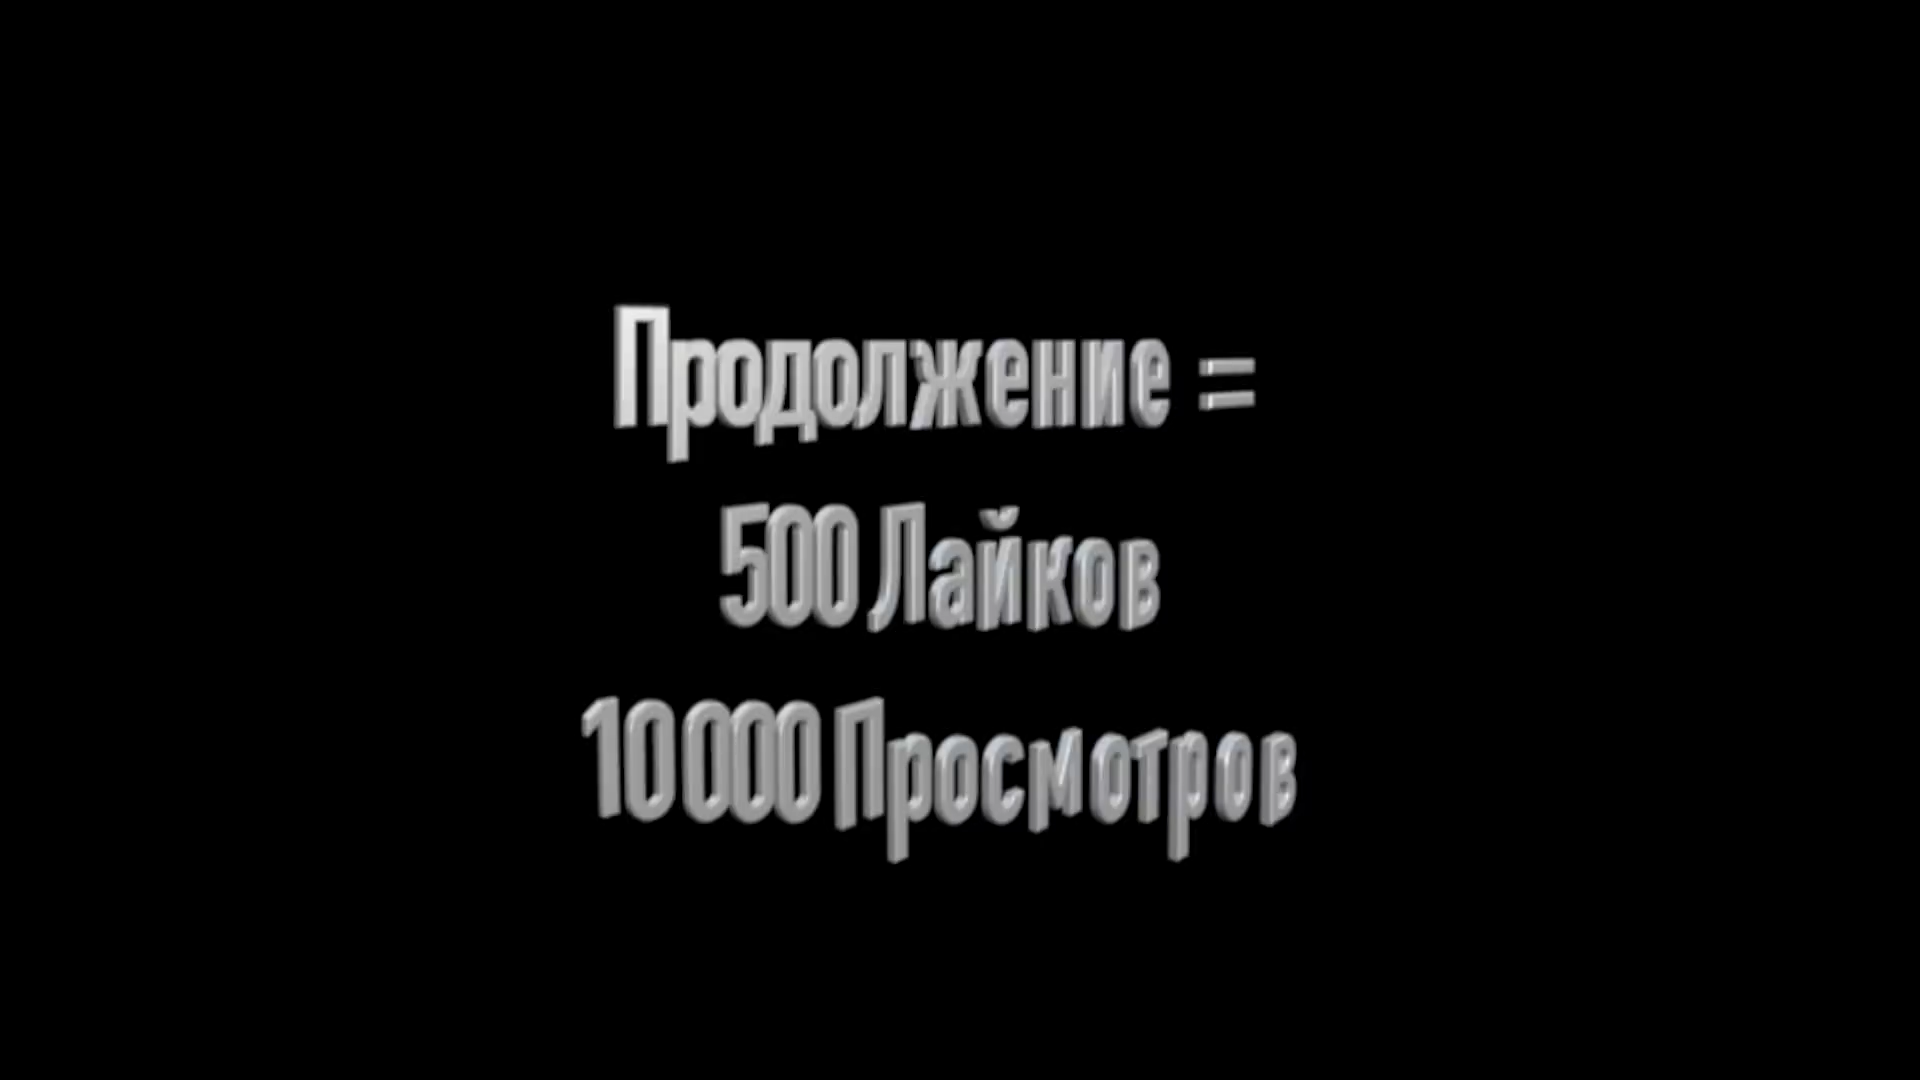 Продолжение =
500 Лайков
10000 Просмотров